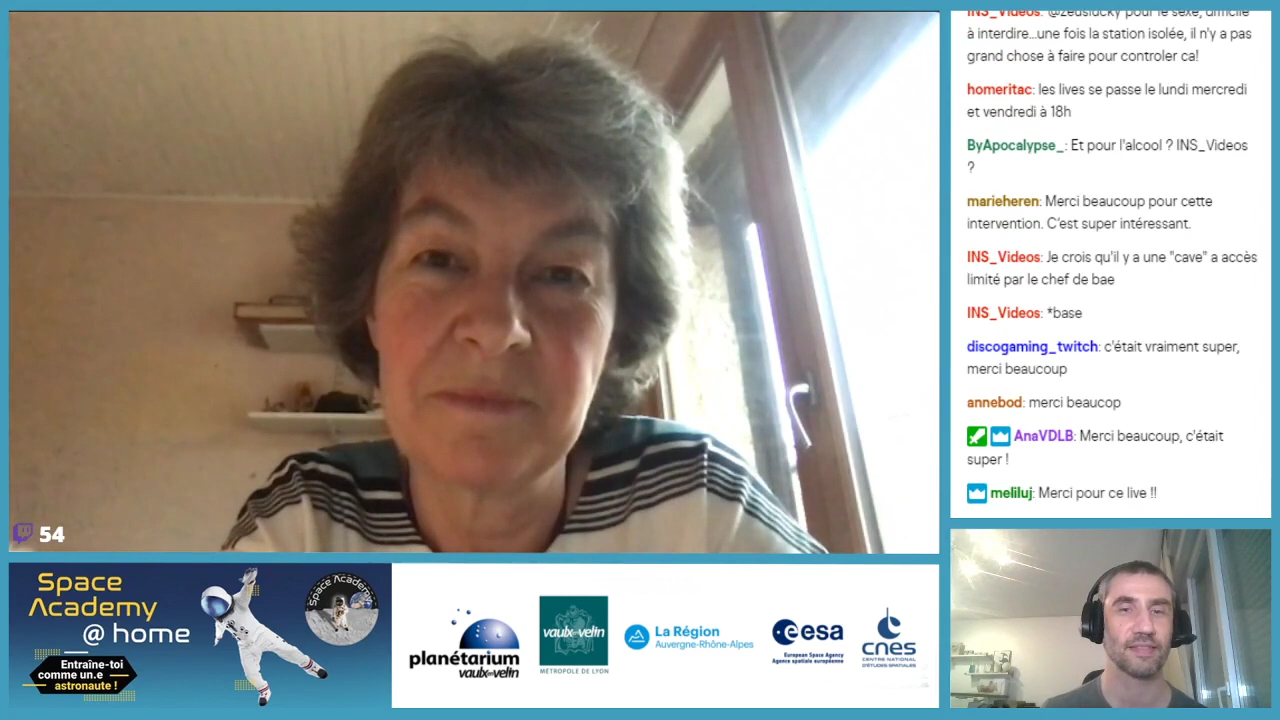 INS_Videos: @zedslucky pour le sexe, difficile
à interdire...une fois la station isolée, il n'y a pas
grand chose à faire pour controler ca!
homeritac: les lives se passe le lundi mercredi
et vendredi à 18h
ByApocalypse_: Et pour l'alcool ? INS_Videos
?
marieheren: Merci beaucoup pour cette
intervention. C'est super intéressant.
INS_Videos: Je crois qu'il y a une "cave" a accès
limité par le chef de bae
INS_Videos: *base
discogaming_twitch: c'était vraiment super,
merci beaucoup
annebod: merci beaucop
AnaVDLB: Merci beaucoup, c'était
super !
meliluj: Merci pour ce live !!
54
Space
Academy
@ home
Entraîne-toi
comme un.e
astronaute !
Space Academy
planétarium
vaulx en velin
vaulx en velin
MÉTROPOLE DE LYON
La Région
Auvergne-Rhône-Alpes
esa
European Space Agency
Agence spatiale européenne
cnes
CENTRE NATIONAL
D'ÉTUDES SPATIALES